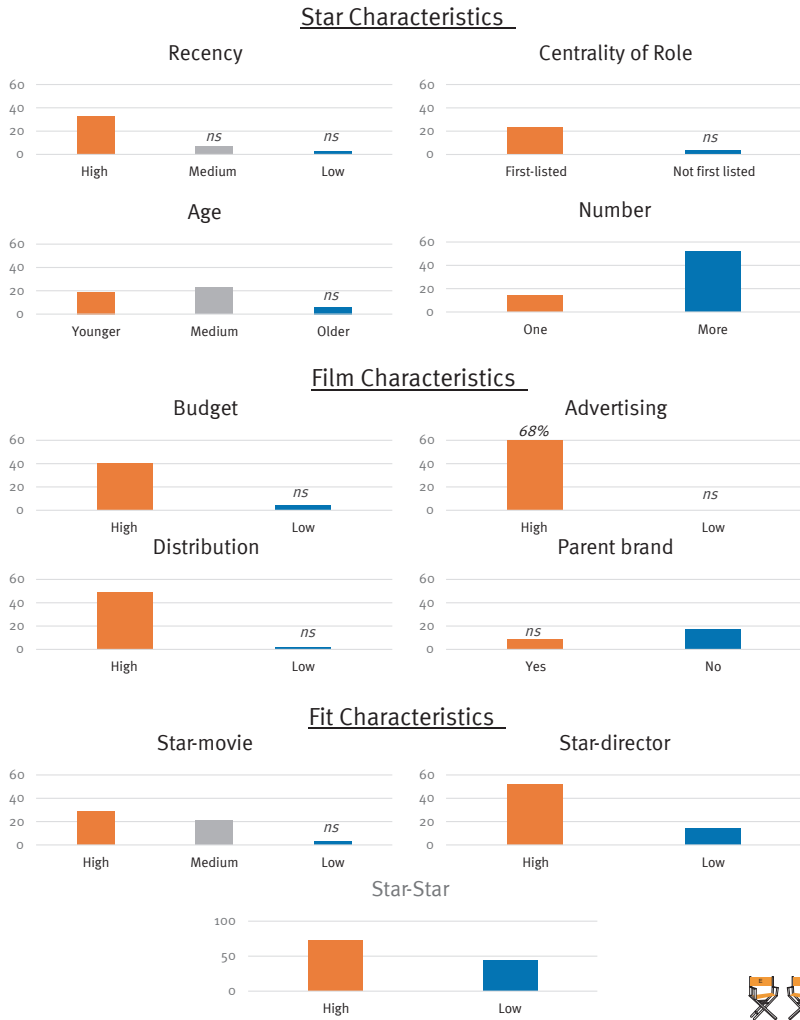 Star Characteristics
Recency
60
40
20
0
ns
ns
High Medium Low
Centrality of Role
60
40
20
0
ns
First-listed Not first listed
Age
60
40
20
0
ns
Younger Medium Older
Number
60
40
20
0
One More
Film Characteristics
Budget
60
40
20
0
ns
High Low
Advertising
68%
60
40
20
0
ns
High Low
Distribution
60
40
20
0
ns
High Low
Parent brand
60
40
20
0
ns
Yes No
Fit Characteristics
Star-movie
60
40
20
0
ns
High Medium Low
Star-director
60
40
20
0
High Low
Star-Star
100
50
0
High Low
E